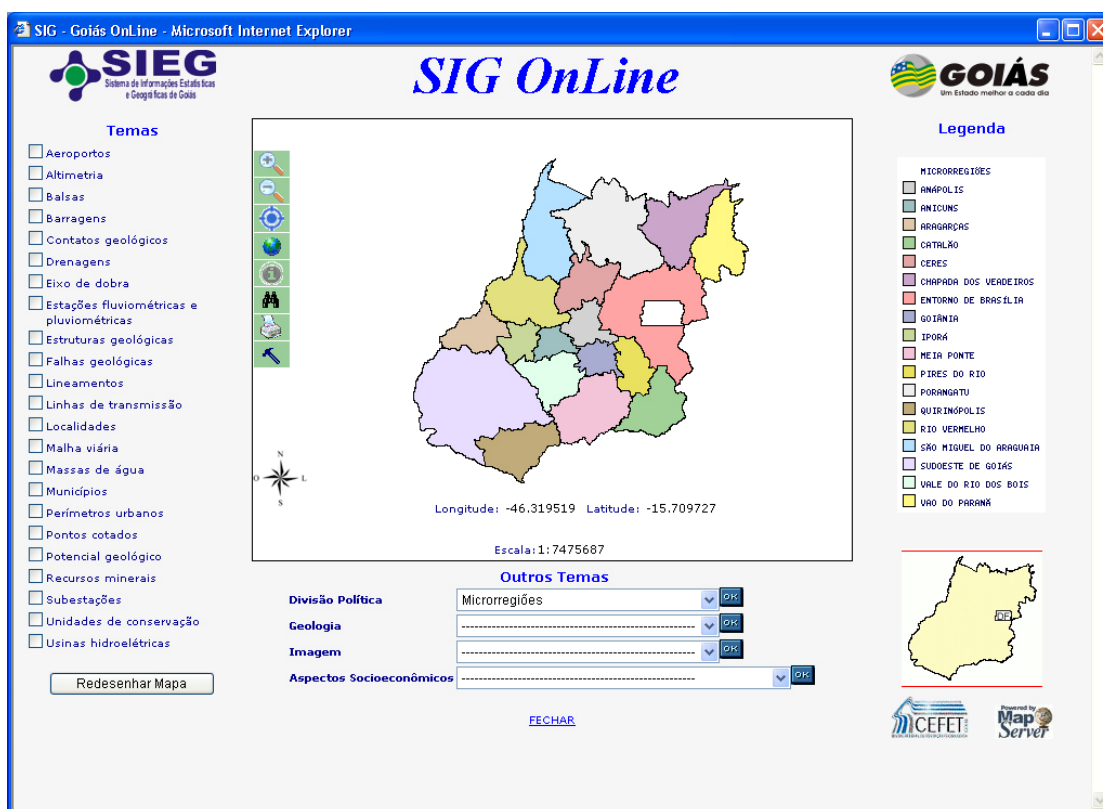 SIG - Goiás OnLine - Microsoft Internet Explorer
SIEG
Sistema de Informações Estatísticas
e Geográficas de Goiás
SIG OnLine
GOIÁS
Um Estado melhor a cada dia
Temas
Aeroportos
Altimetria
Balsas
Barragens
Contatos geológicos
Drenagens
Eixo de dobra
Estações fluviométricas e
pluviométricas
Estruturas geológicas
Falhas geológicas
Lineamentos
Linhas de transmissão
Localidades
Malha viária
Massas de água
Municípios
Perímetros urbanos
Pontos cotados
Potencial geológico
Recursos minerais
Subestações
Unidades de conservação
Usinas hidroelétricas
Redesenhar Mapa
N
O
L
S
Longitude: -46.319519 Latitude: -15.709727
Escala: 1:7475687
Outros Temas
Divisão Política
Microrregiões
OK
Geologia
---------------------------------------------------------------
OK
Imagem
---------------------------------------------------------------
OK
Aspectos Socioeconômicos
---------------------------------------------------------------
OK
FECHAR
Legenda
MICRORREGIÕES
ANÁPOLIS
ANICUNS
ARAGARÇAS
CATALÃO
CERES
CHAPADA DOS VEADEIROS
ENTORNO DE BRASÍLIA
GOIÂNIA
IPORÁ
MEIA PONTE
PIRES DO RIO
PORANGATU
QUIRINÓPOLIS
RIO VERMELHO
SÃO MIGUEL DO ARAGUAIA
SUDOESTE DE GOIÁS
VALE DO RIO DOS BOIS
VAO DO PARANÃ
DF
CEFET
Powered by
Map
Server